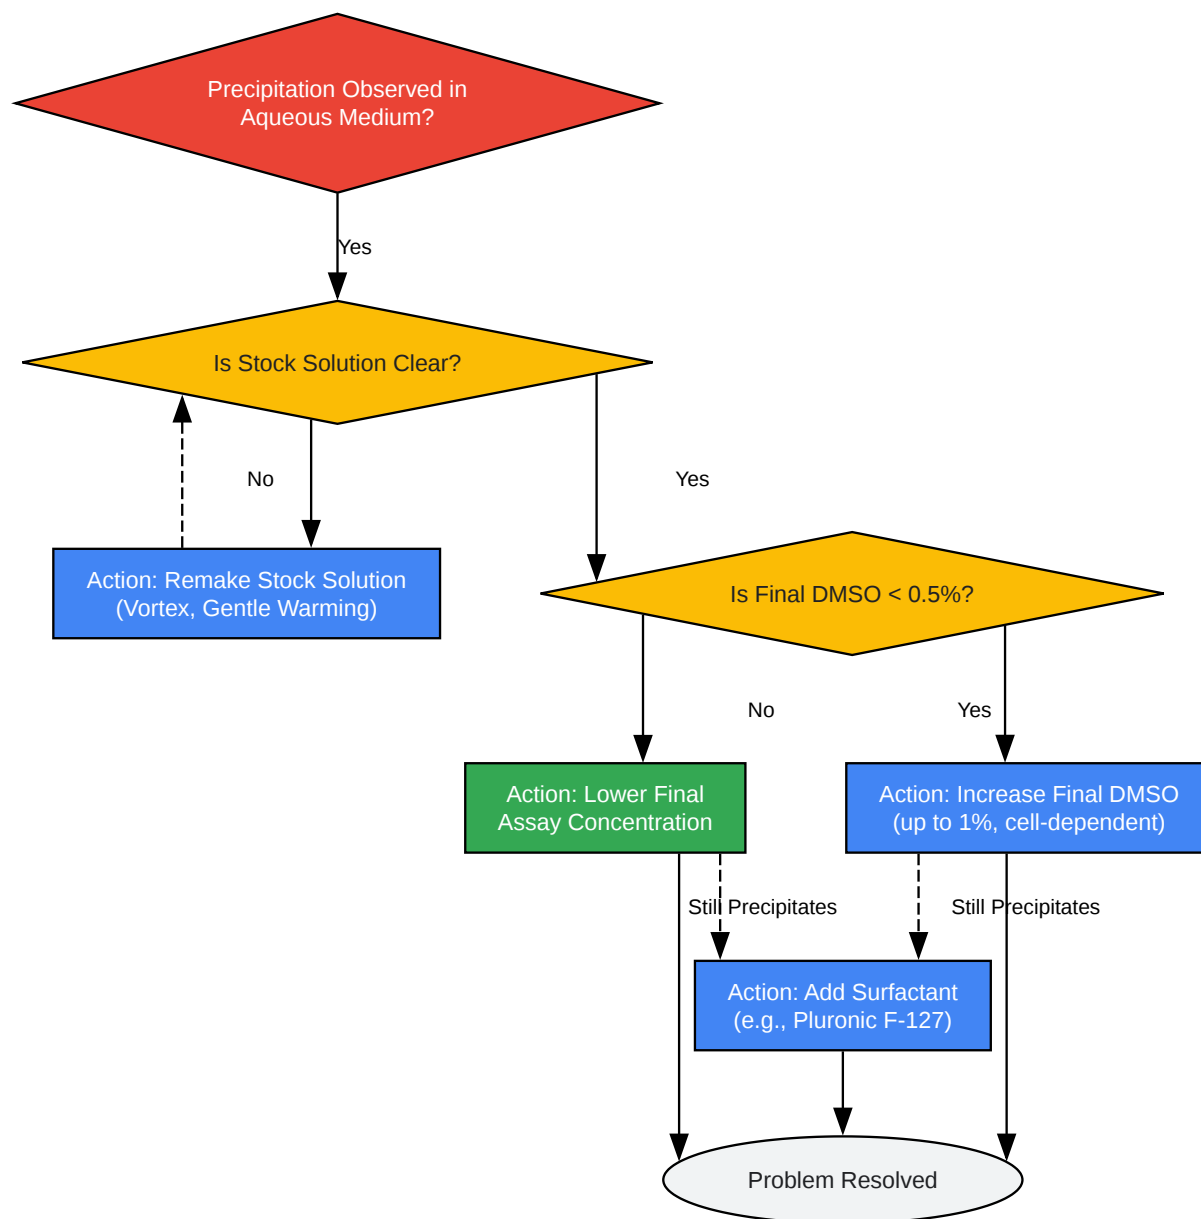 Precipitation Observed in
Aqueous Medium?
Yes
Is Stock Solution Clear?
No
Yes
Action: Remake Stock Solution
(Vortex, Gentle Warming)
Is Final DMSO < 0.5%?
No
Yes
Action: Lower Final
Assay Concentration
Action: Increase Final DMSO
(up to 1%, cell-dependent)
Still Precipitates
Still Precipitates
Action: Add Surfactant
(e.g., Pluronic F-127)
Problem Resolved